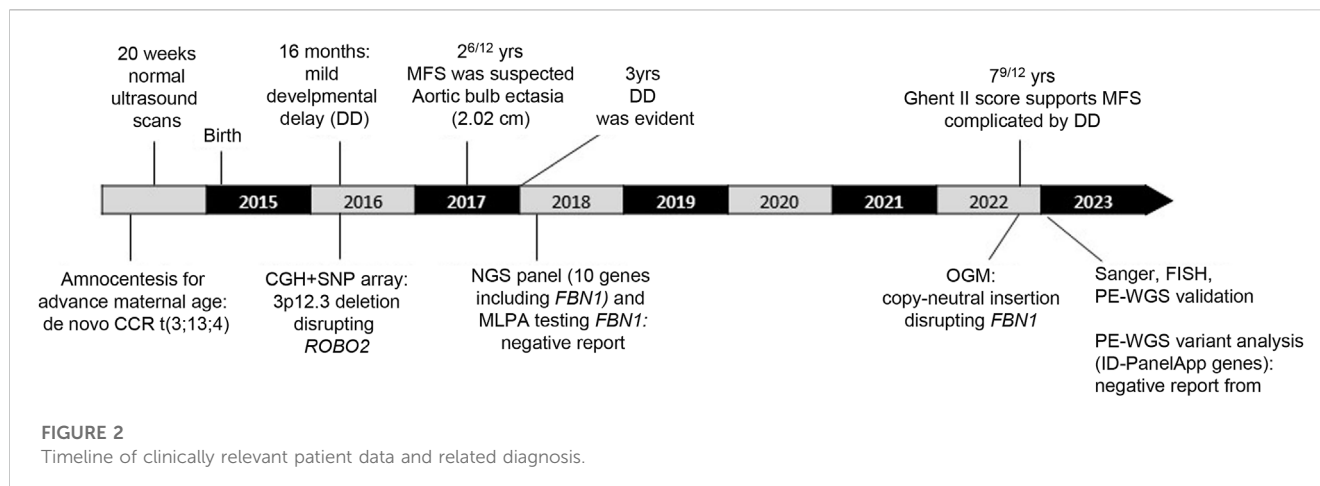 20 weeks
normal
ultrasound
scans
Birth
16 months:
mild
develpmental
delay (DD)
2 6/12 yrs
MFS was suspected
Aortic bulb ectasia
(2.02 cm)
3yrs
DD
was evident
7 9/12 yrs
Ghent II score supports MFS
complicated by DD
2015 2016 2017 2018 2019 2020 2021 2022 2023
Amnocentesis for
advance maternal age:
de novo CCR t(3;13;4)
CGH+SNP array:
3p12.3 deletion
disrupting
ROBO2
NGS panel (10 genes
including FBN1) and
MLPA testing FBN1:
negative report
OGM:
copy-neutral insertion
disrupting FBN1
Sanger, FISH,
PE-WGS validation
PE-WGS variant analysis
(ID-PanelApp genes):
negative report from
FIGURE 2
Timeline of clinically relevant patient data and related diagnosis.